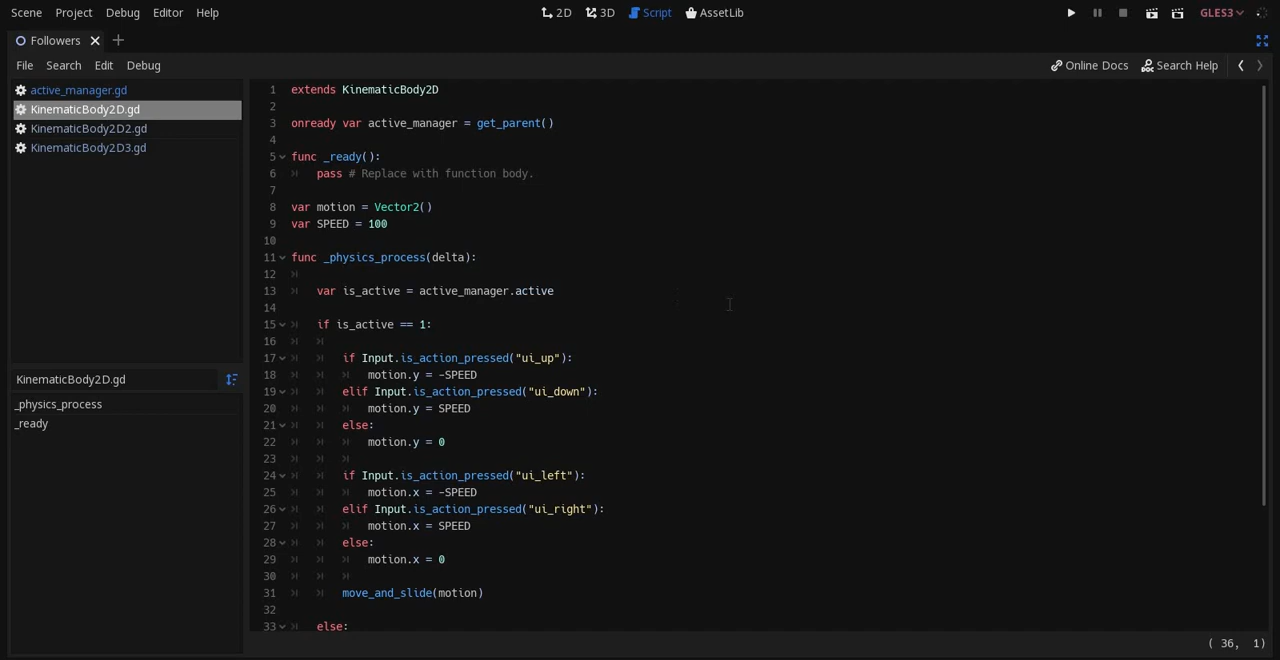 Scene Project Debug Editor Help 2D 3D Script AssetLib GLES3
Followers
File Search Edit Debug Online Docs Search Help
active_manager.gd
KinematicBody2D.gd
KinematicBody2D2.gd
KinematicBody2D3.gd
KinematicBody2D.gd
_physics_process
_ready
1 extends KinematicBody2D
2
3 onready var active_manager = get_parent()
4
5 func _ready():
6 pass # Replace with function body.
7
8 var motion = Vector2()
9 var SPEED = 100
10
11 func _physics_process(delta):
12
13 var is_active = active_manager.active
14
15 if is_active == 1:
16
17 if Input.is_action_pressed("ui_up"):
18 motion.y = -SPEED
19 elif Input.is_action_pressed("ui_down"):
20 motion.y = SPEED
21 else:
22 motion.y = 0
23
24 if Input.is_action_pressed("ui_left"):
25 motion.x = -SPEED
26 elif Input.is_action_pressed("ui_right"):
27 motion.x = SPEED
28 else:
29 motion.x = 0
30
31 move_and_slide(motion)
32
33 else:
( 36, 1)